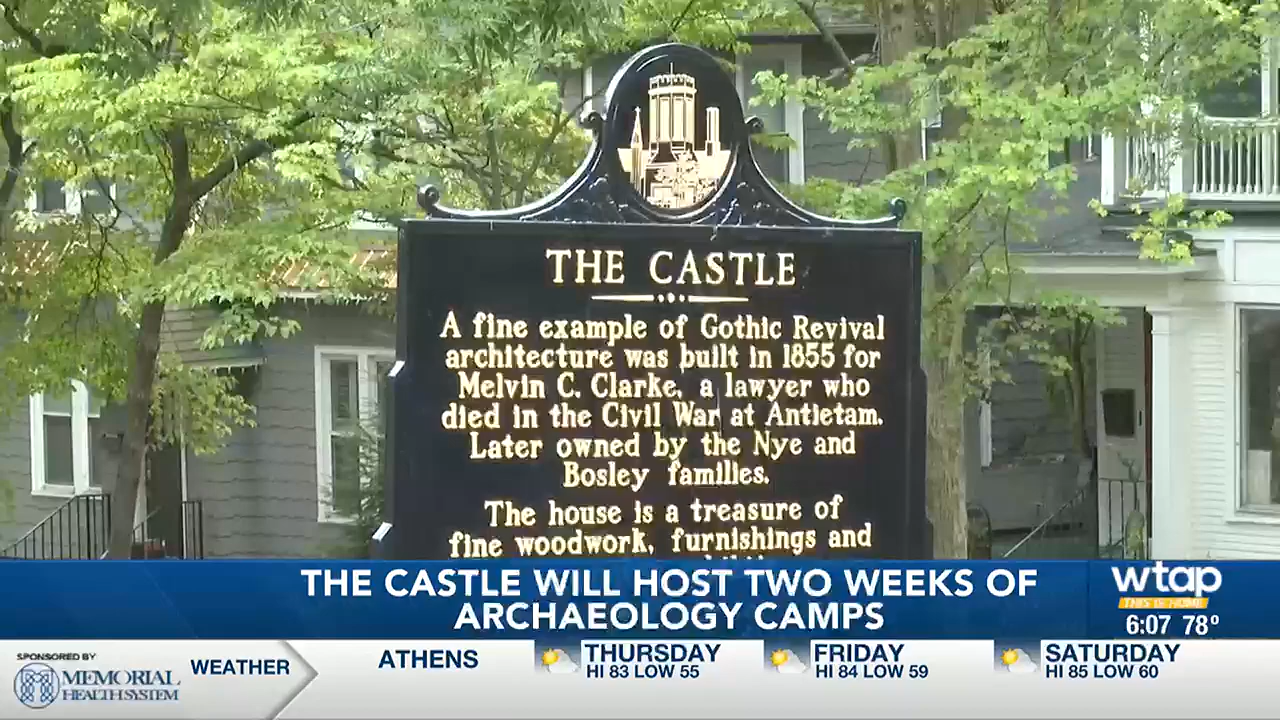 THE CASTLE
A fine example of Gothic Revival
architecture was built in 1855 for
Melvin C. Clarke, a lawyer who
died in the Civil War at Antietam.
Later owned by the Nye and
Bosley families.
The house is a treasure of
fine woodwork, furnishings and
THE CASTLE WILL HOST TWO WEEKS OF
ARCHAEOLOGY CAMPS
wtap
THIS IS HOME
6:07 78°
SPONSORED BY
MEMORIAL
HEALTH SYSTEM
WEATHER
ATHENS
THURSDAY
HI 83 LOW 55
FRIDAY
HI 84 LOW 59
SATURDAY
HI 85 LOW 60